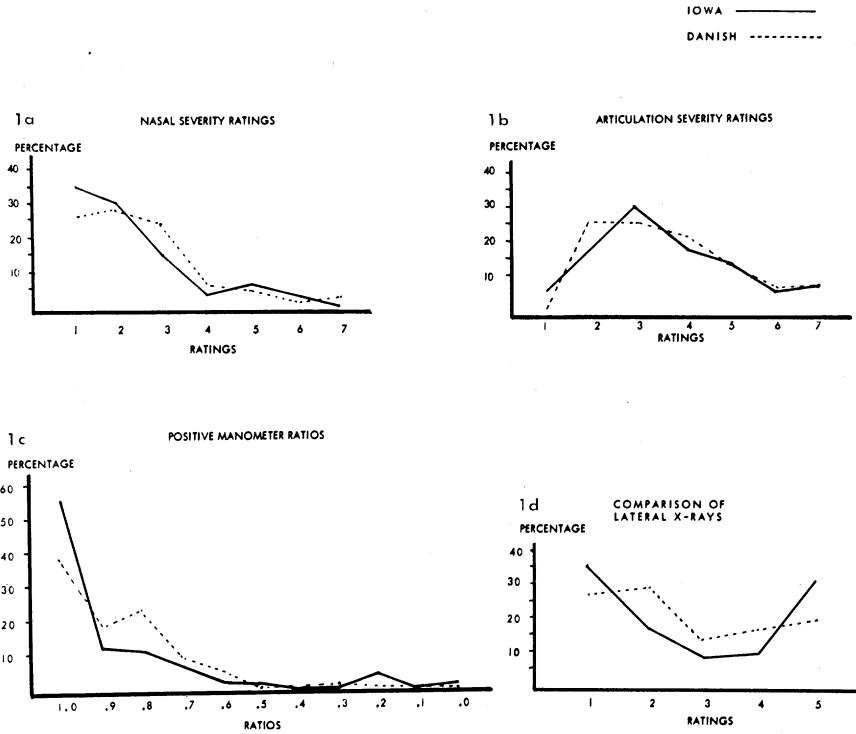 IOWA
DANISH
1a
NASAL SEVERITY RATINGS
PERCENTAGE
40
30
20
10
1 2 3 4 5 6 7
RATINGS
1b
ARTICULATION SEVERITY RATINGS
PERCENTAGE
40
30
20
10
1 2 3 4 5 6 7
RATINGS
1c
POSITIVE MANOMETER RATIOS
PERCENTAGE
60
50
40
30
20
10
1.0 .9 .8 .7 .6 .5 .4 .3 .2 .1 .0
RATIOS
1d
COMPARISON OF
LATERAL X-RAYS
PERCENTAGE
40
30
20
10
1 2 3 4 5
RATINGS